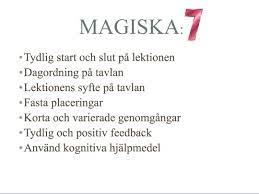 MAGISKA: 7
• Tydlig start och slut på lektionen
• Dagordning på tavlan
• Lektionens syfte på tavlan
• Fasta placeringar
• Korta och varierade genomgångar
• Tydlig och positiv feedback
• Använd kognitiva hjälpmedel